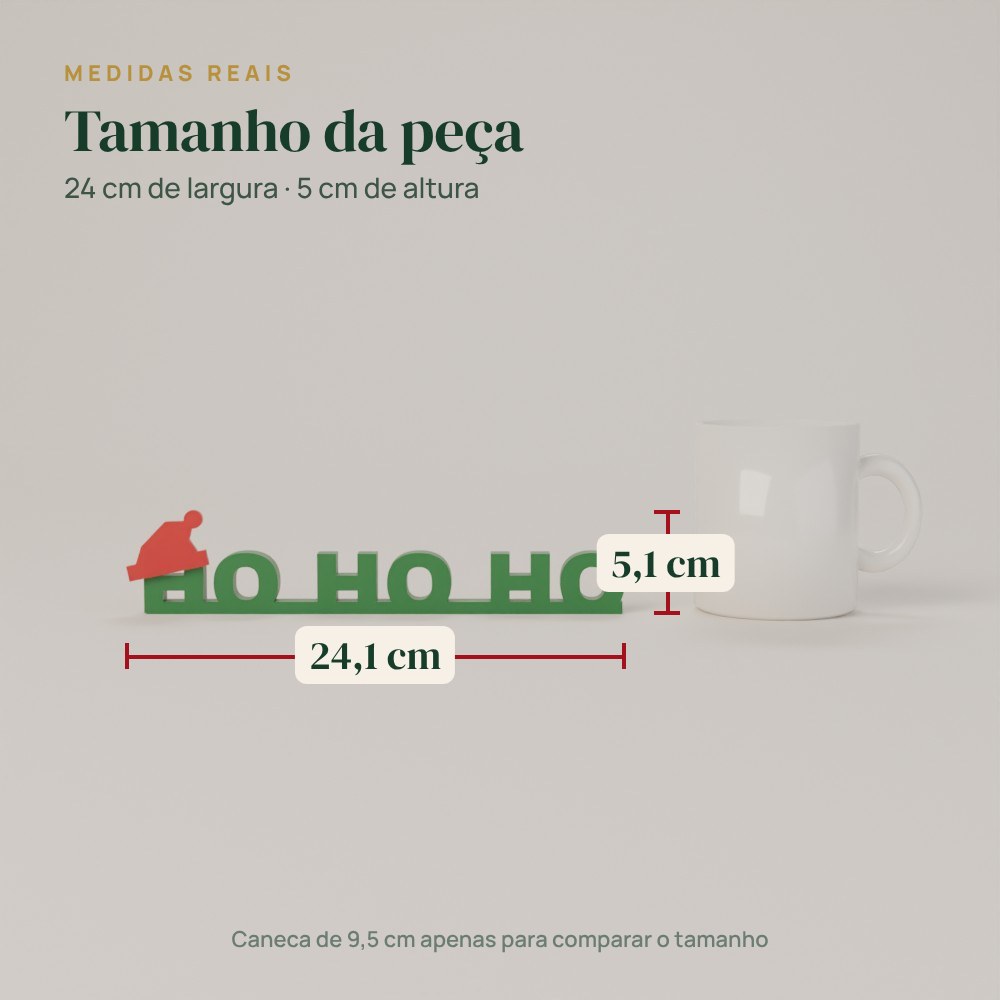 MEDIDAS REAIS
Tamanho da peça
24 cm de largura · 5 cm de altura
HO HO HO
5,1 cm
24,1 cm
Caneca de 9,5 cm apenas para comparar o tamanho